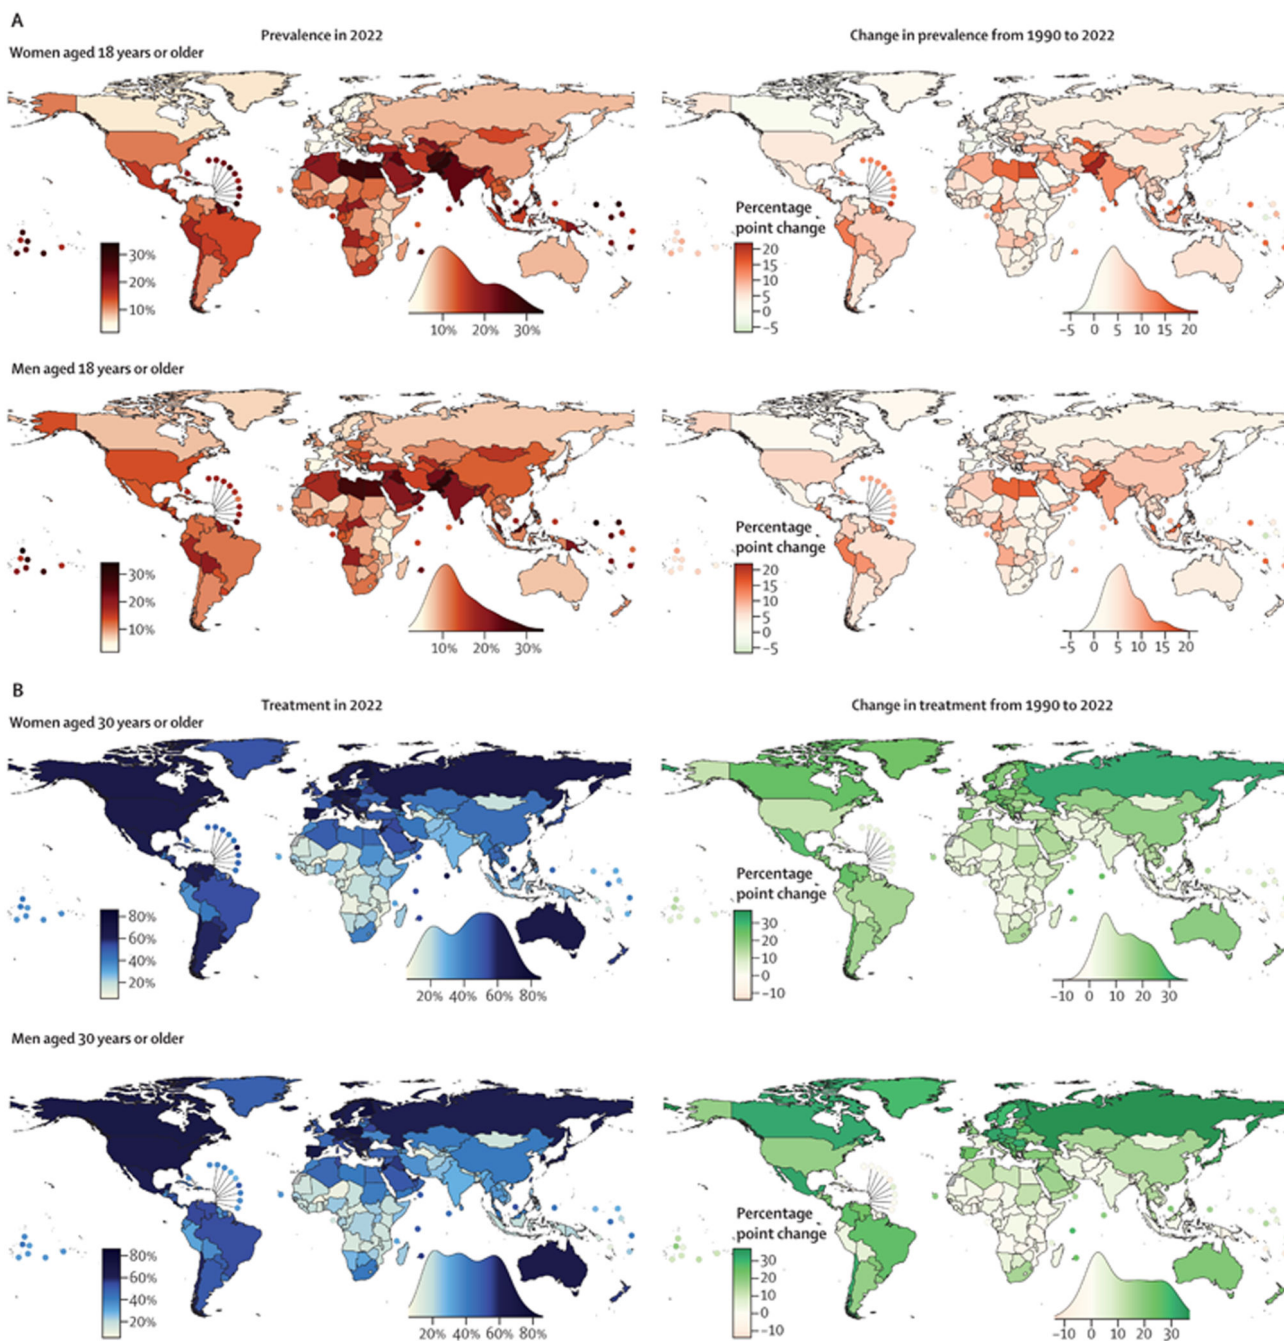 A
Prevalence in 2022
Change in prevalence from 1990 to 2022
Women aged 18 years or older
30%
20%
10%
10% 20% 30%
Percentage
point change
20
15
10
5
0
−5
−5 0 5 10 15 20
Men aged 18 years or older
30%
20%
10%
10% 20% 30%
Percentage
point change
20
15
10
5
0
−5
−5 0 5 10 15 20
B
Treatment in 2022
Change in treatment from 1990 to 2022
Women aged 30 years or older
80%
60%
40%
20%
20% 40% 60% 80%
Percentage
point change
30
20
10
0
−10
−10 0 10 20 30
Men aged 30 years or older
80%
60%
40%
20%
20% 40% 60% 80%
Percentage
point change
30
20
10
0
−10
−10 0 10 20 30